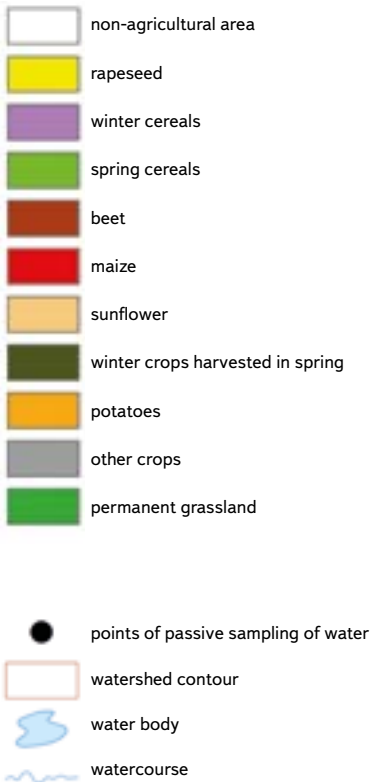 non-agricultural area
rapeseed
winter cereals
spring cereals
beet
maize
sunflower
winter crops harvested in spring
potatoes
other crops
permanent grassland
points of passive sampling of water
watershed contour
water body
watercourse